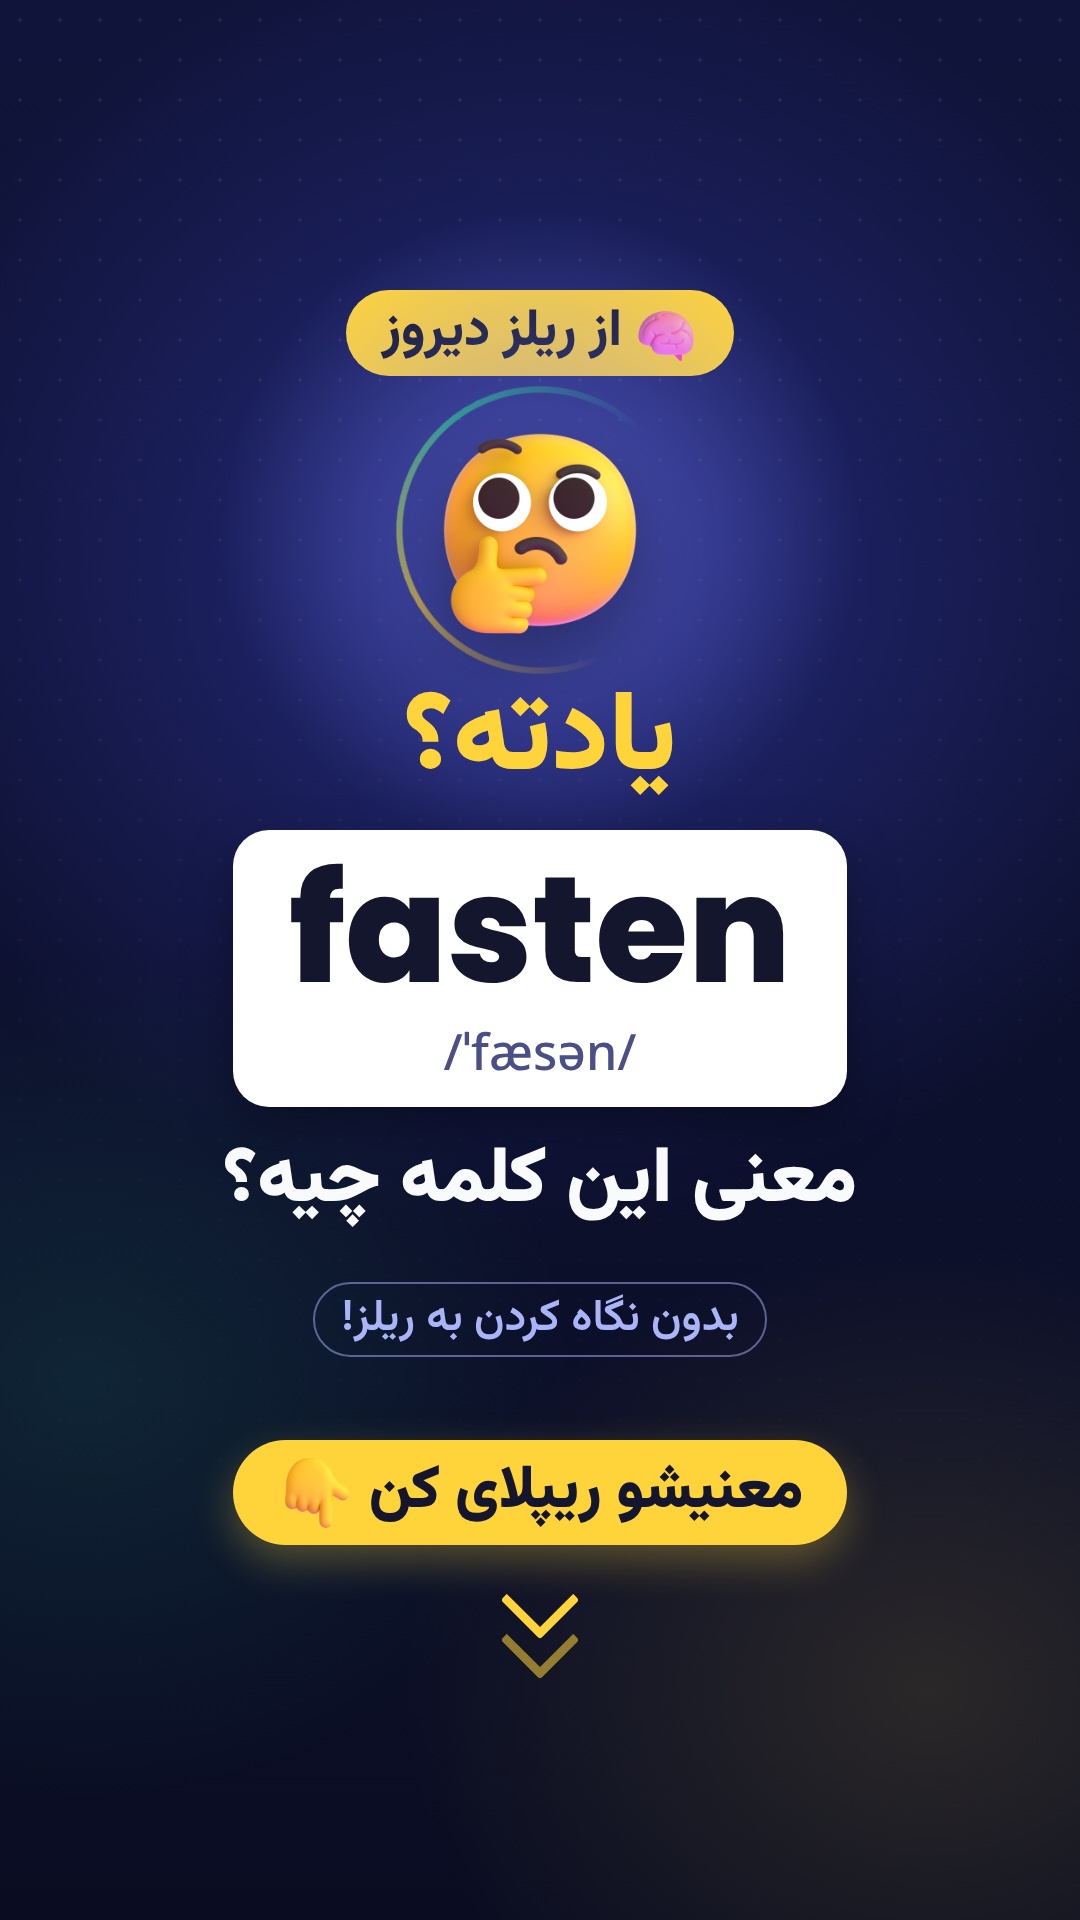 🧠 از ریلز دیروز
یادته؟
fasten
/ˈfæsən/
معنی این کلمه چیه؟
بدون نگاه کردن به ریلز!
معنیشو ریپلای کن 👇